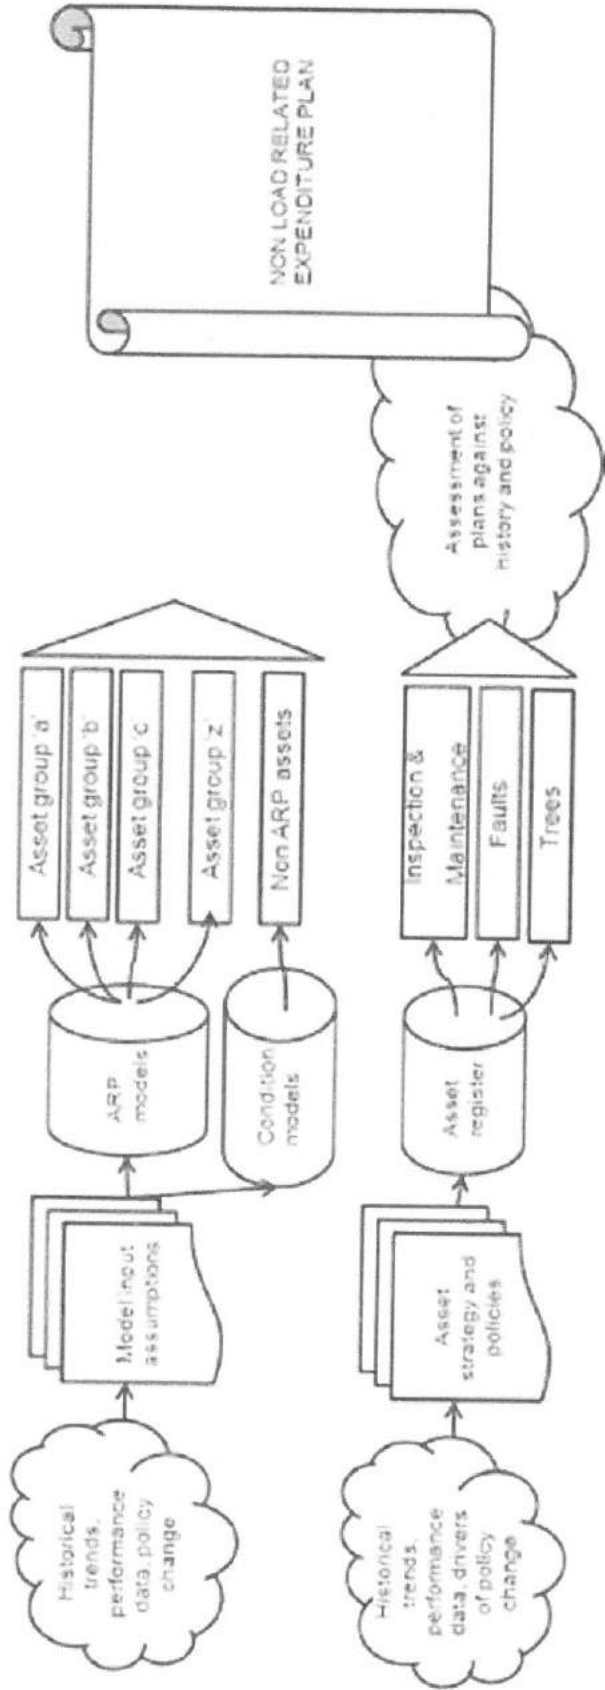 Historical
trends,
performance
data, policy
change
Model input
assumptions
ARP
models
Condition
models
Asset group 'a'
Asset group 'b'
Asset group 'c
Asset group 'z'
Non ARP assets
Historical
trends,
performance
data, drivers
of policy
change
Asset
strategy and
policies
Asset
register
Inspection &
Maintenance
Faults
Trees
Assessment of
plans against
history and policy
NON LOAD RELATED
EXPENDITURE PLAN